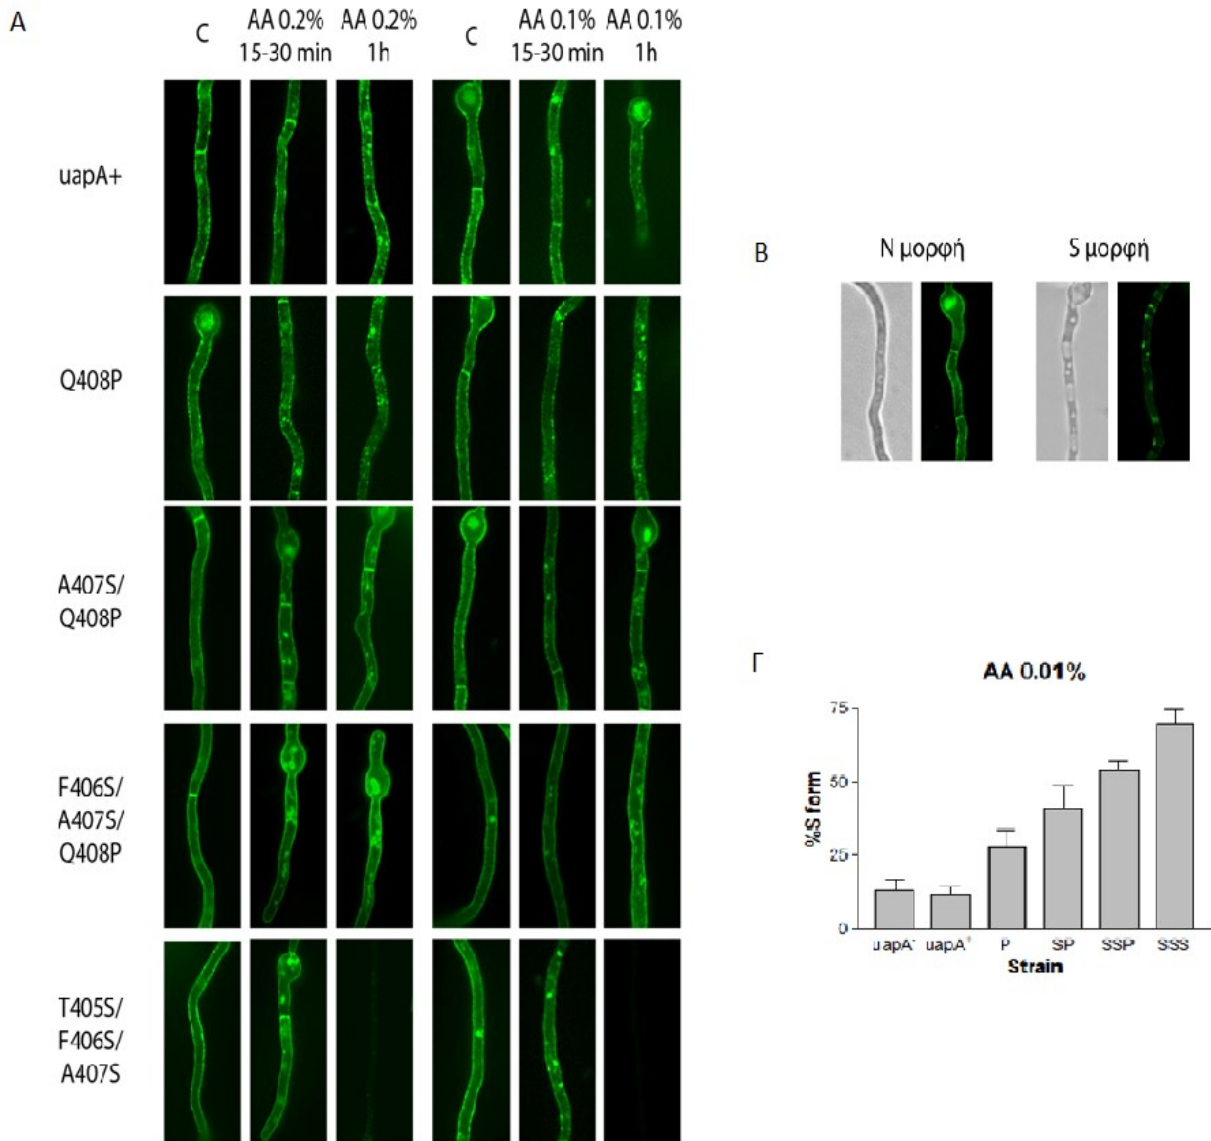 A
C
AA 0.2%
15-30 min
AA 0.2%
1h
C
AA 0.1%
15-30 min
AA 0.1%
1h
uapA+
Q408P
A407S/
Q408P
F406S/
A407S/
Q408P
T405S/
F406S/
A407S
B
N μορφή
S μορφή
Γ
AA 0.01%
%S form
75
50
25
0
uapA-
uapA+
P
SP
SSP
SSS
Strain